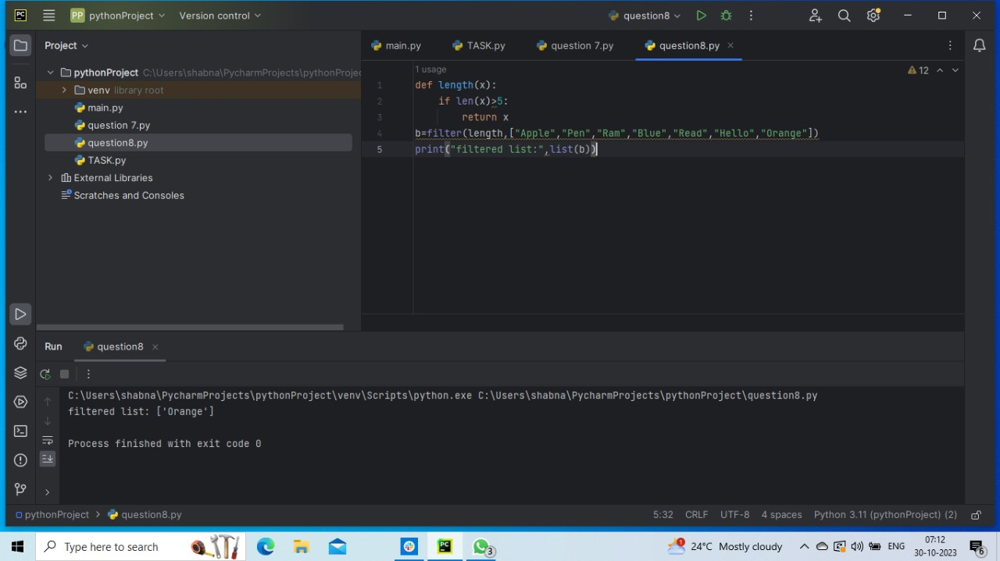 PC PP pythonProject Version control question8
Project main.py TASK.py question 7.py question8.py
pythonProject C:\Users\shabna\PycharmProjects\pythonProjec
venv library root
main.py
question 7.py
question8.py
TASK.py
External Libraries
Scratches and Consoles
1 usage
12
1 def length(x):
2 if len(x)>5:
3 return x
4 b=filter(length,["Apple","Pen","Ram","Blue","Read","Hello","Orange"])
5 print("filtered list:",list(b))
Run question8
C:\Users\shabna\PycharmProjects\pythonProject\venv\Scripts\python.exe C:\Users\shabna\PycharmProjects\pythonProject\question8.py
filtered list: ['Orange']
Process finished with exit code 0
pythonProject question8.py 5:32 CRLF UTF-8 4 spaces Python 3.11 (pythonProject) (2)
Type here to search PC 3 1 24°C Mostly cloudy ENG 07:12
30-10-2023 6